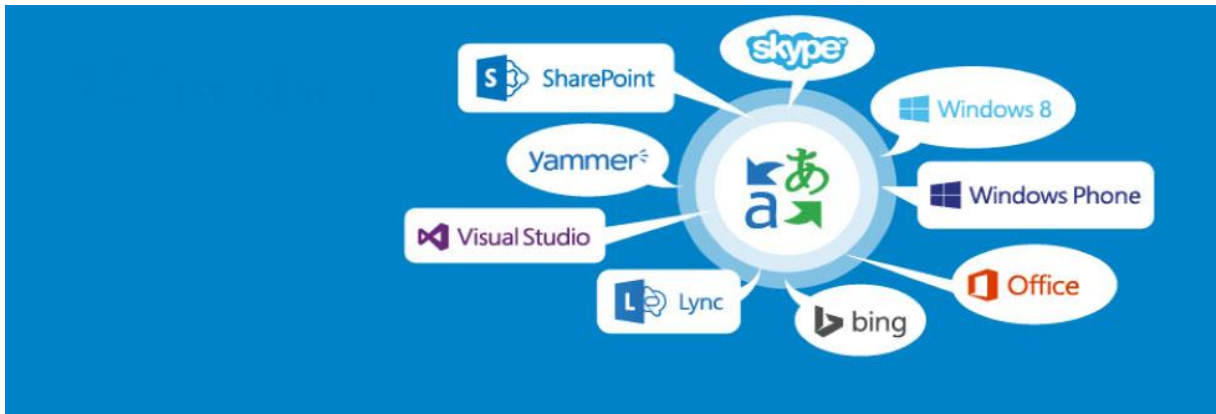 skype
SharePoint
Windows 8
yammer
あ
a
Windows Phone
Visual Studio
Office
Lync
bing